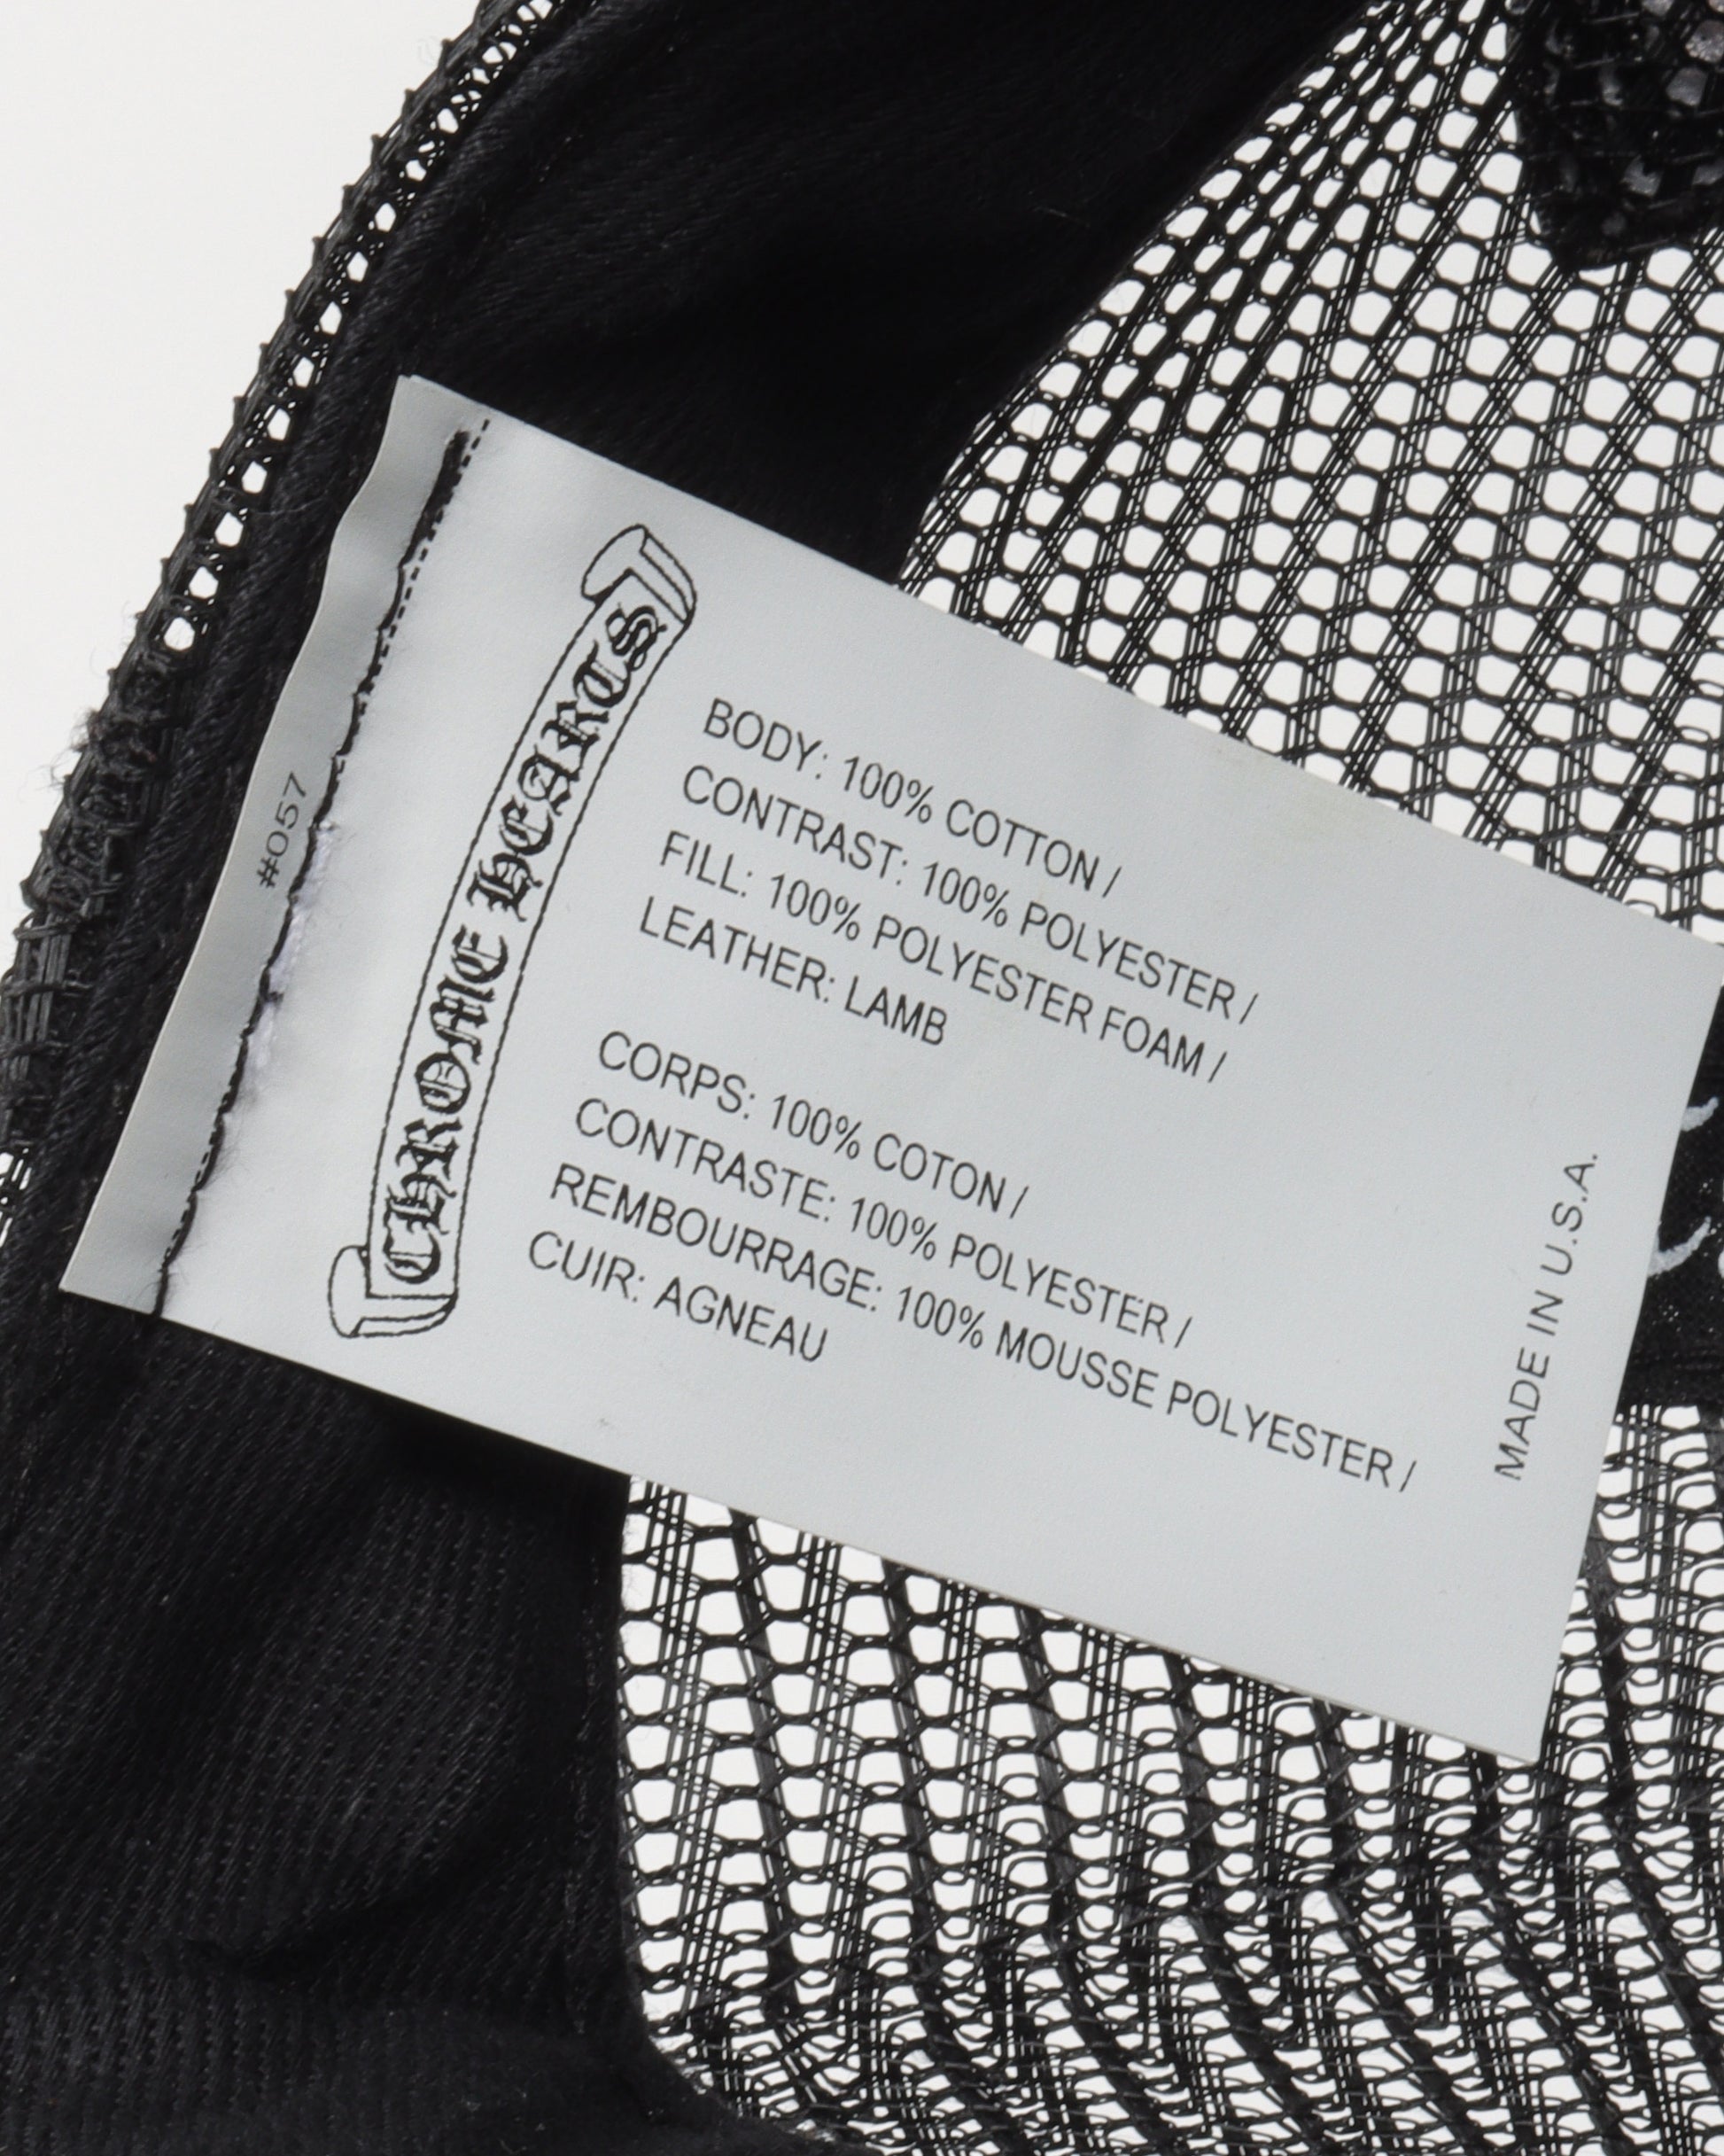 #057
CHROME HEARTS
BODY: 100% COTTON /
CONTRAST: 100% POLYESTER /
FILL: 100% POLYESTER FOAM /
LEATHER: LAMB
CORPS: 100% COTON /
CONTRASTE: 100% POLYESTER /
REMBOURRAGE: 100% MOUSSE POLYESTER /
CUIR: AGNEAU
MADE IN U.S.A.